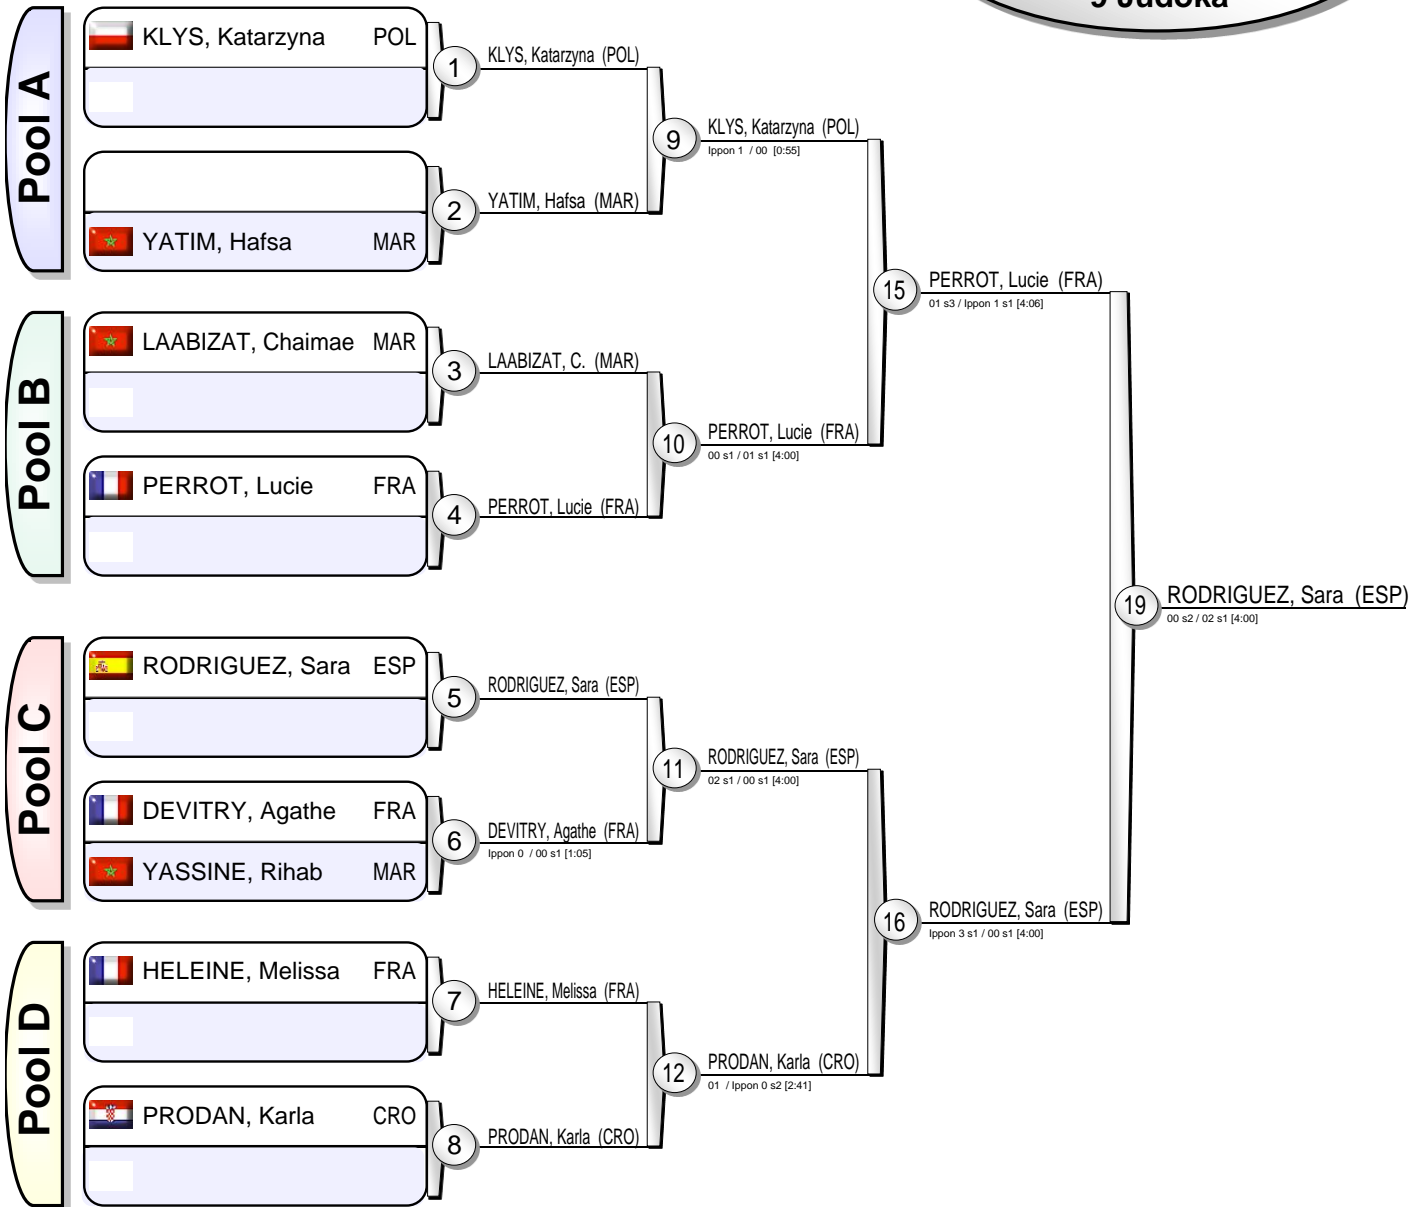 9 Judoka
Pool A
KLYS, Katarzyna POL
YATIM, Hafsa MAR
1
KLYS, Katarzyna (POL)
2
YATIM, Hafsa (MAR)
9
KLYS, Katarzyna (POL)
Ippon 1 / 00 [0:55]
Pool B
LAABIZAT, Chaimae MAR
PERROT, Lucie FRA
3
LAABIZAT, C. (MAR)
4
PERROT, Lucie (FRA)
10
PERROT, Lucie (FRA)
00 s1 / 01 s1 [4:00]
15
PERROT, Lucie (FRA)
01 s3 / Ippon 1 s1 [4:06]
Pool C
RODRIGUEZ, Sara ESP
DEVITRY, Agathe FRA
YASSINE, Rihab MAR
5
RODRIGUEZ, Sara (ESP)
6
DEVITRY, Agathe (FRA)
Ippon 0 / 00 s1 [1:05]
11
RODRIGUEZ, Sara (ESP)
02 s1 / 00 s1 [4:00]
Pool D
HELEINE, Melissa FRA
PRODAN, Karla CRO
7
HELEINE, Melissa (FRA)
8
PRODAN, Karla (CRO)
12
PRODAN, Karla (CRO)
01 / Ippon 0 s2 [2:41]
16
RODRIGUEZ, Sara (ESP)
Ippon 3 s1 / 00 s1 [4:00]
19
RODRIGUEZ, Sara (ESP)
00 s2 / 02 s1 [4:00]